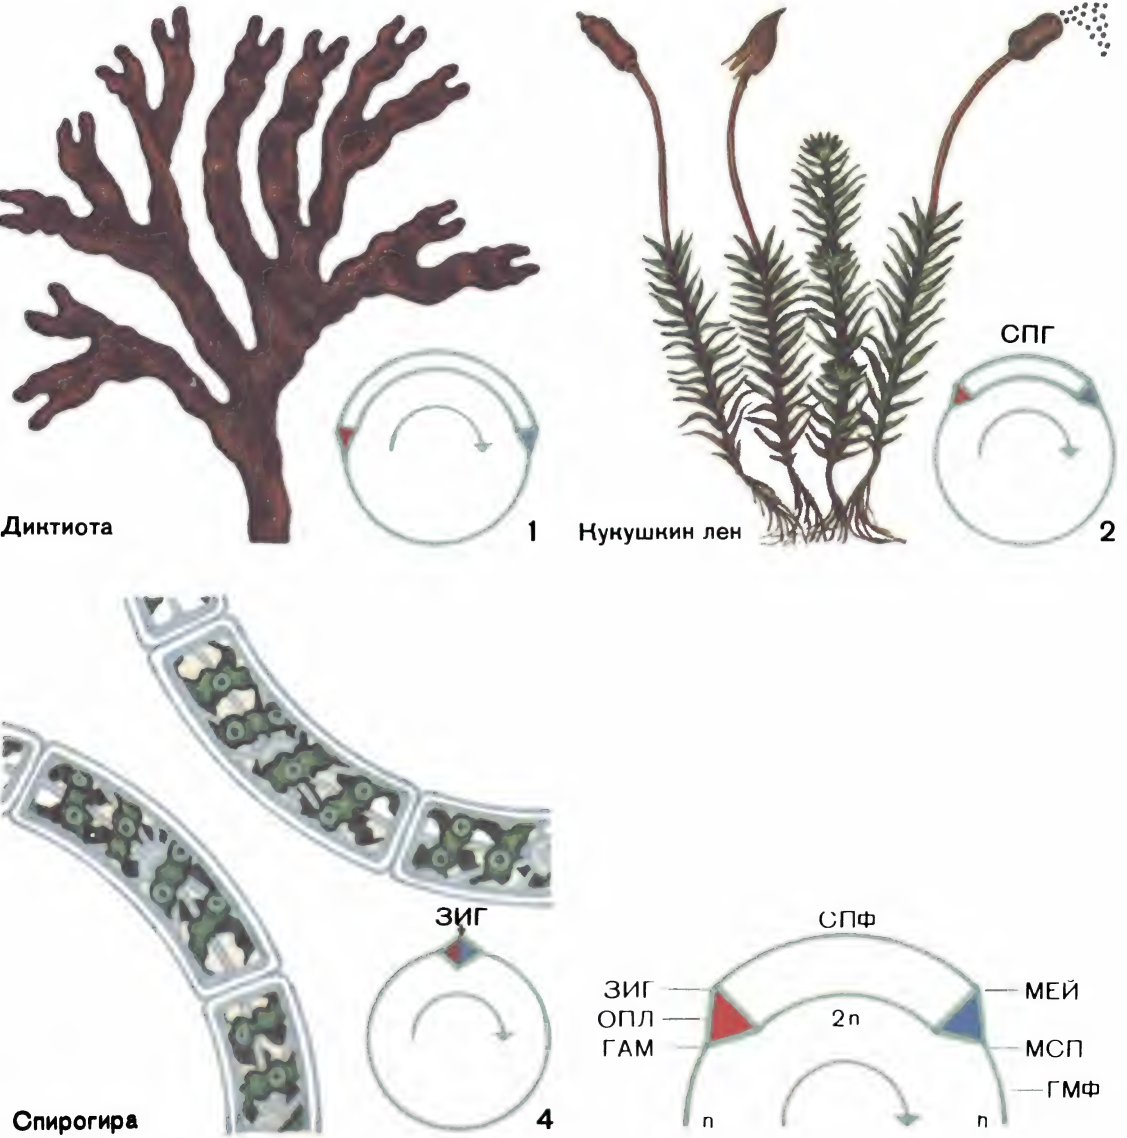 СПГ
Диктиота
1
Кукушкин лен
2
ЗИГ
Спирогира
4
СПФ
ЗИГ
МЕЙ
ОПЛ
2n
ГАМ
МСП
ГМФ
n
n